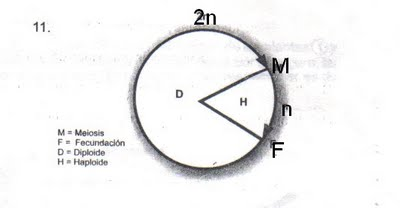 11.
2n
M
D
H
n
F
M = Meiosis
F = Fecundación
D = Diploide
H = Haploide